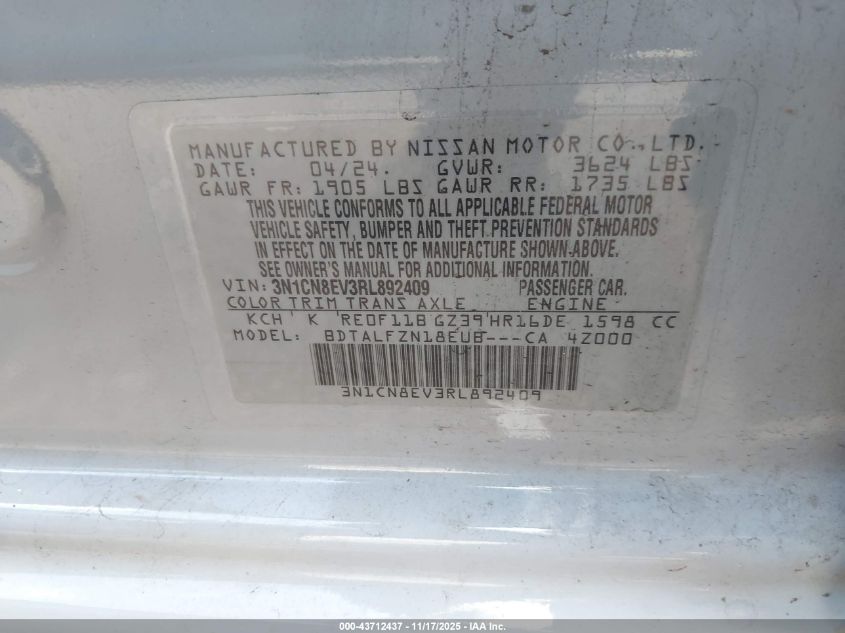 MANUFACTURED BY NISSAN MOTOR CO., LTD.
DATE: 04/24. GVWR: 3624 LBS
GAWR FR: 1905 LBS GAWR RR: 1735 LBS
THIS VEHICLE CONFORMS TO ALL APPLICABLE FEDERAL MOTOR
VEHICLE SAFETY, BUMPER AND THEFT PREVENTION STANDARDS
IN EFFECT ON THE DATE OF MANUFACTURE SHOWN ABOVE.
SEE OWNER'S MANUAL FOR ADDITIONAL INFORMATION.
VIN: 3N1CN8EV3RL892409 PASSENGER CAR.
COLOR TRIM TRANS AXLE ENGINE
KCH K RE0F11B GZ39 HR16DE 1598 CC
MODEL: BDTALFZN18EUB---CA 4Z000
3N1CN8EV3RL892409
000-43712437 - 11/17/2025 - IAA Inc.